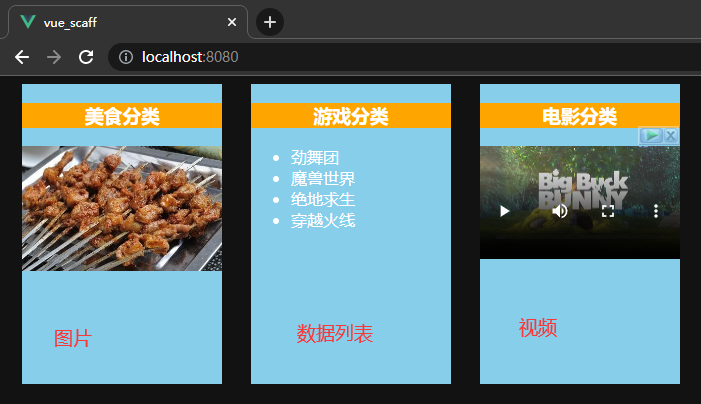 vue_scaff
localhost:8080
美食分类
图片
游戏分类
劲舞团
魔兽世界
绝地求生
穿越火线
数据列表
电影分类
Big Buck
BUNNY
视频